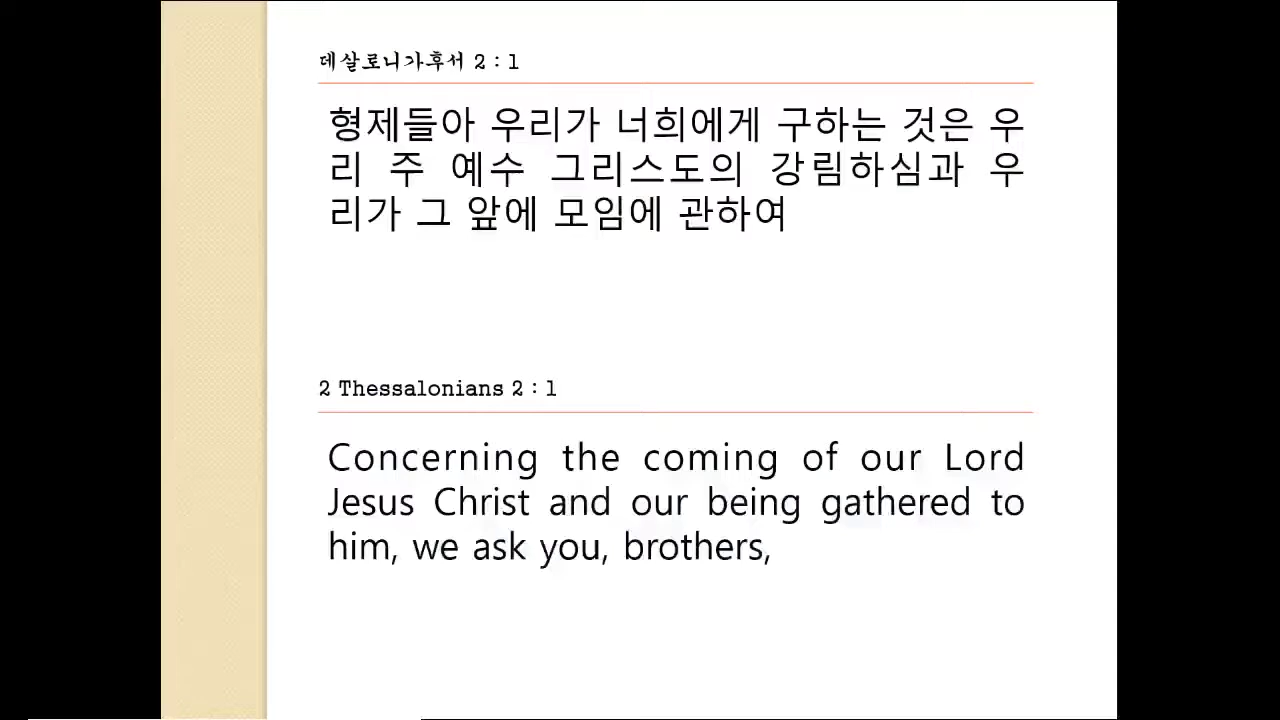 데살로니가후서 2 : 1
형제들아 우리가 너희에게 구하는 것은 우
리 주 예수 그리스도의 강림하심과 우
리가 그 앞에 모임에 관하여
2 Thessalonians 2 : 1
Concerning the coming of our Lord
Jesus Christ and our being gathered to
him, we ask you, brothers,